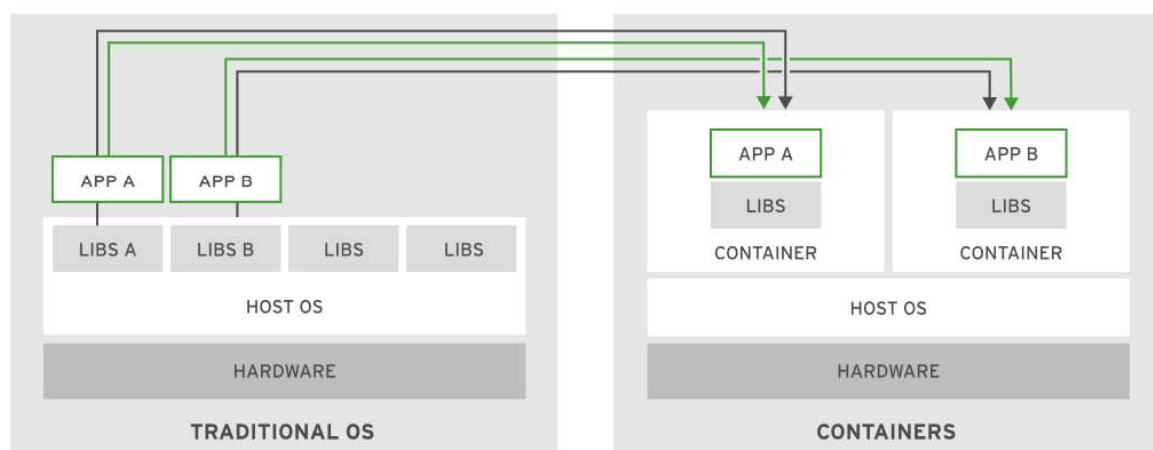 APP A
APP B
LIBS A
LIBS B
LIBS
LIBS
HOST OS
HARDWARE
TRADITIONAL OS
APP A
APP B
LIBS
LIBS
CONTAINER
CONTAINER
HOST OS
HARDWARE
CONTAINERS